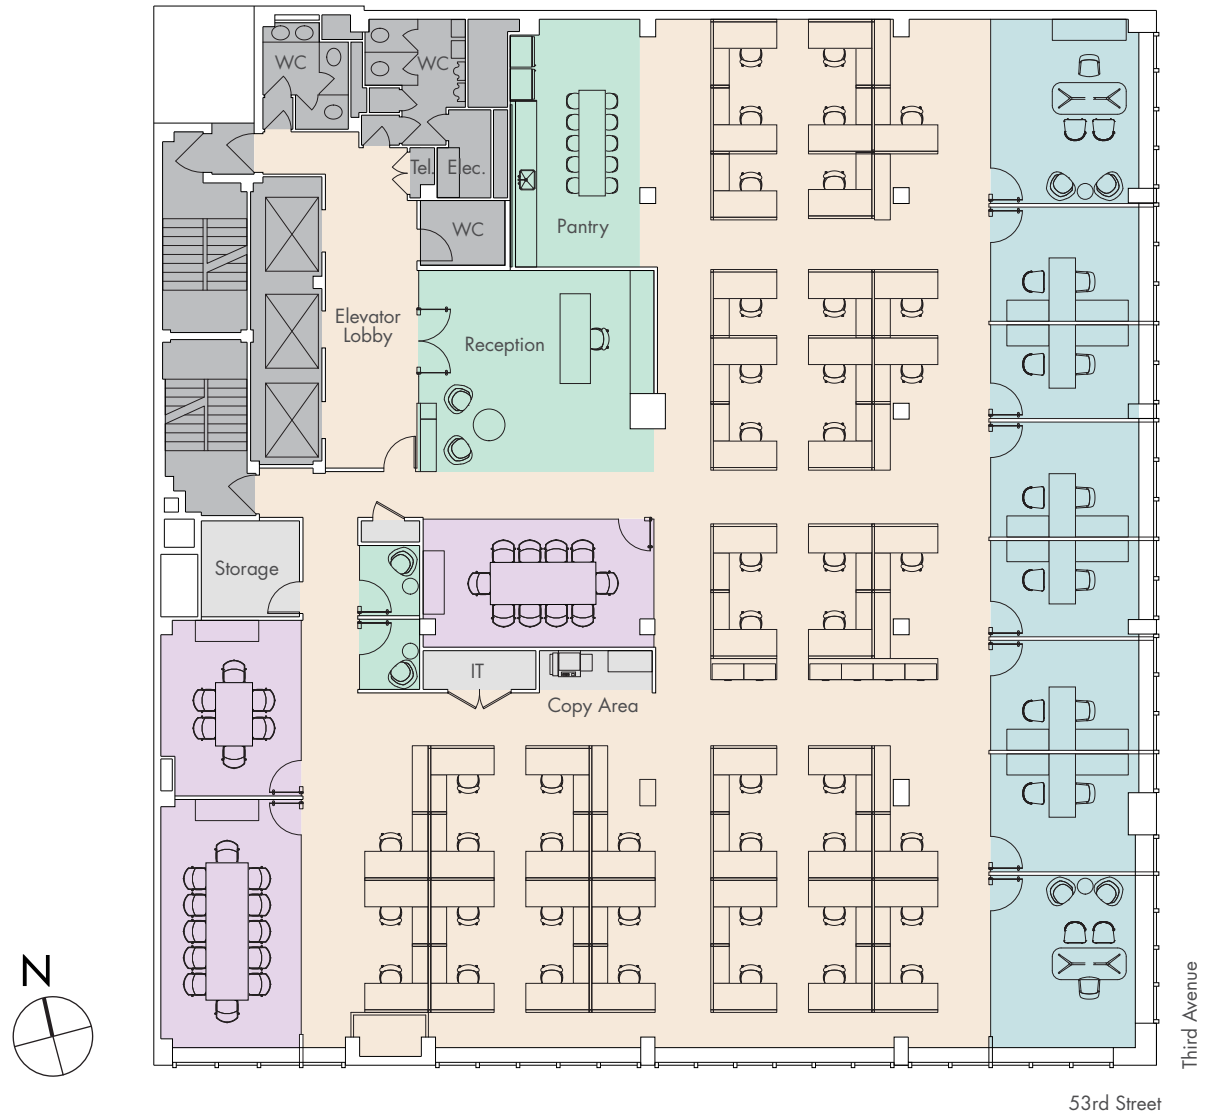 WC
WC
Tel.
Elec.
WC
Pantry
Elevator
Lobby
Reception
Storage
IT
Copy Area
N
Third Avenue
53rd Street